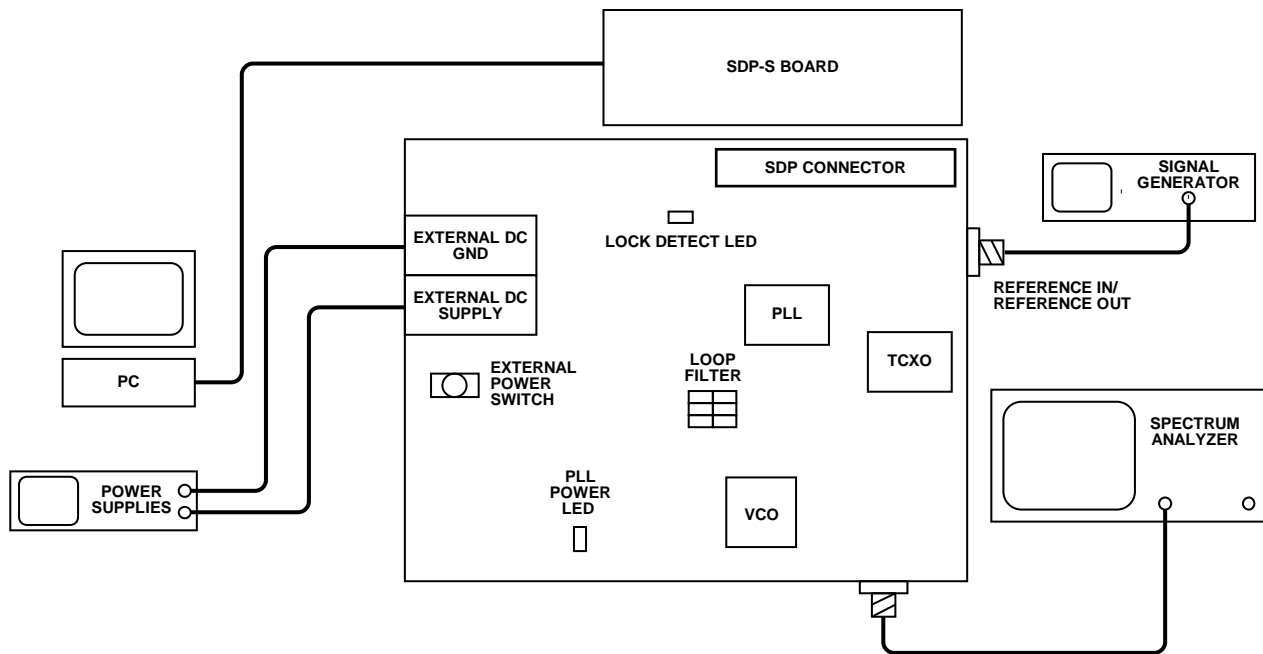 SDP-S BOARD
SDP CONNECTOR
SIGNAL
GENERATOR
EXTERNAL DC
GND
LOCK DETECT LED
REFERENCE IN/
REFERENCE OUT
EXTERNAL DC
SUPPLY
PLL
TCXO
PC
EXTERNAL
POWER
SWITCH
LOOP
FILTER
SPECTRUM
ANALYZER
POWER
SUPPLIES
PLL
POWER
LED
VCO